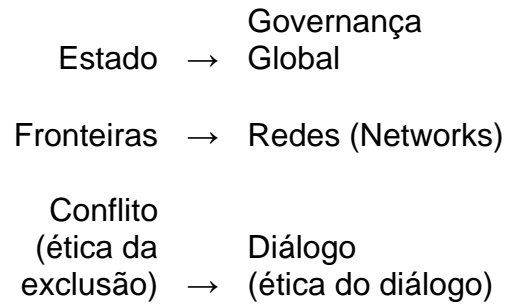 Governança
Estado → Global
Fronteiras → Redes (Networks)
Conflito
(ética da Diálogo
exclusão) → (ética do diálogo)